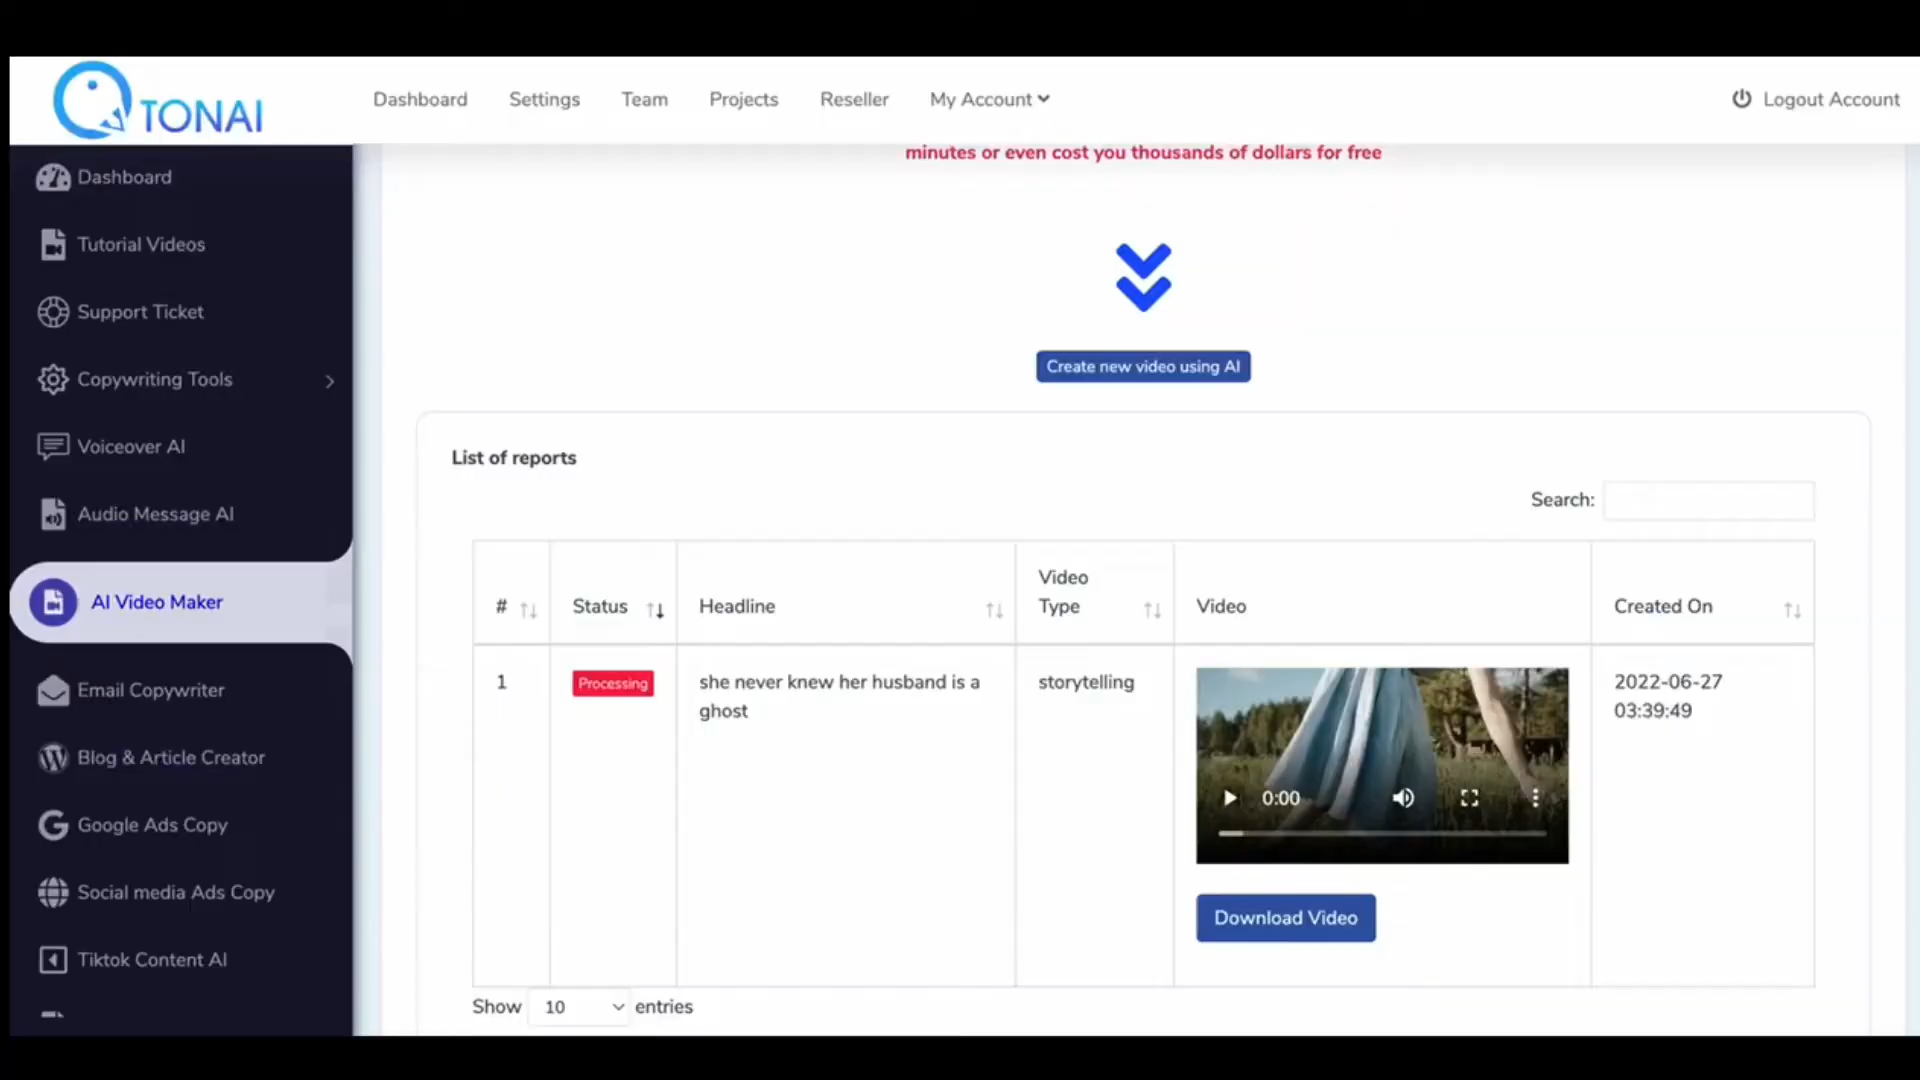 TONAI
Dashboard
Settings
Team
Projects
Reseller
My Account
Logout Account
Dashboard
Tutorial Videos
Support Ticket
Copywriting Tools
Voiceover AI
Audio Message AI
AI Video Maker
Email Copywriter
Blog & Article Creator
Google Ads Copy
Social media Ads Copy
Tiktok Content AI
minutes or even cost you thousands of dollars for free
Create new video using AI
List of reports
Search:
#
Status
Headline
Video
Type
Video
Created On
1
Processing
she never knew her husband is a
ghost
storytelling
0:00
Download Video
2022-06-27
03:39:49
Show 10 entries